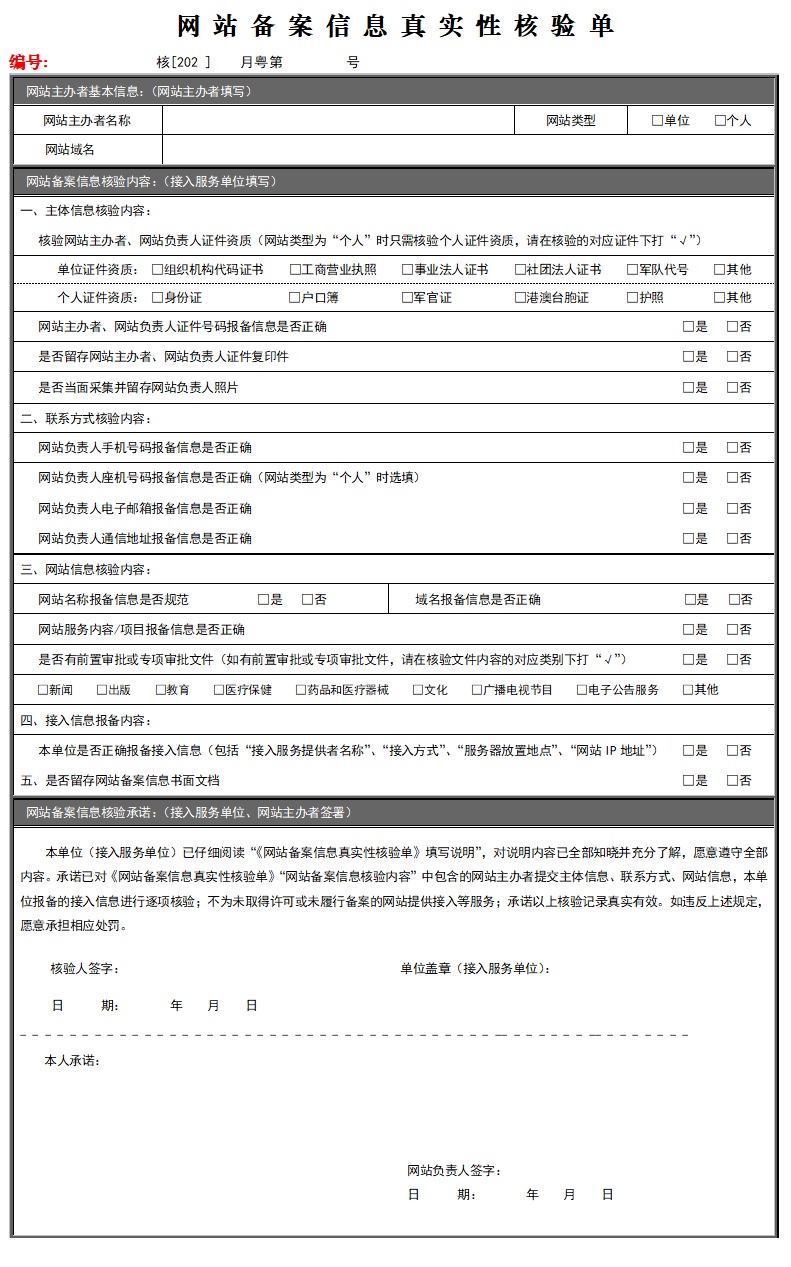 网站备案信息真实性核验单
编号： 核[202 ] 月粤第 号
网站主办者基本信息：（网站主办者填写）
网站主办者名称 网站类型 □单位 □个人
网站域名
网站备案信息核验内容：（接入服务单位填写）
一、主体信息核验内容：
核验网站主办者、网站负责人证件资质（网站类型为“个人”时只需核验个人证件资质，请在核验的对应证件下打“√”）
单位证件资质： □组织机构代码证书 □工商营业执照 □事业法人证书 □社团法人证书 □军队代号 □其他
个人证件资质： □身份证 □户口簿 □军官证 □港澳台胞证 □护照 □其他
网站主办者、网站负责人证件号码报备信息是否正确 □是 □否
是否留存网站主办者、网站负责人证件复印件 □是 □否
是否当面采集并留存网站负责人照片 □是 □否
二、联系方式核验内容：
网站负责人手机号码报备信息是否正确 □是 □否
网站负责人座机号码报备信息是否正确（网站类型为“个人”时选填） □是 □否
网站负责人电子邮箱报备信息是否正确 □是 □否
网站负责人通信地址报备信息是否正确 □是 □否
三、网站信息核验内容：
网站名称报备信息是否规范 □是 □否 域名报备信息是否正确 □是 □否
网站服务内容/项目报备信息是否正确 □是 □否
是否有前置审批或专项审批文件（如有前置审批或专项审批文件，请在核验文件内容的对应类别下打“√”） □是 □否
□新闻 □出版 □教育 □医疗保健 □药品和医疗器械 □文化 □广播电视节目 □电子公告服务 □其他
四、接入信息报备内容：
本单位是否正确报备接入信息（包括“接入服务提供者名称”、“接入方式”、“服务器放置地点”、“网站 IP 地址”） □是 □否
五、是否留存网站备案信息书面文档 □是 □否
网站备案信息核验承诺：（接入服务单位、网站主办者签署）
本单位（接入服务单位）已仔细阅读“《网站备案信息真实性核验单》填写说明”，对说明内容已全部知晓并充分了解，愿意遵守全部
内容。承诺已对《网站备案信息真实性核验单》“网站备案信息核验内容”中包含的网站主办者提交主体信息、联系方式、网站信息，本单
位报备的接入信息进行逐项核验；不为未取得许可或未履行备案的网站提供接入等服务；承诺以上核验记录真实有效。如违反上述规定，
愿意承担相应处罚。
核验人签字： 单位盖章（接入服务单位）：
日 期： 年 月 日
本人承诺：
网站负责人签字：
日 期： 年 月 日